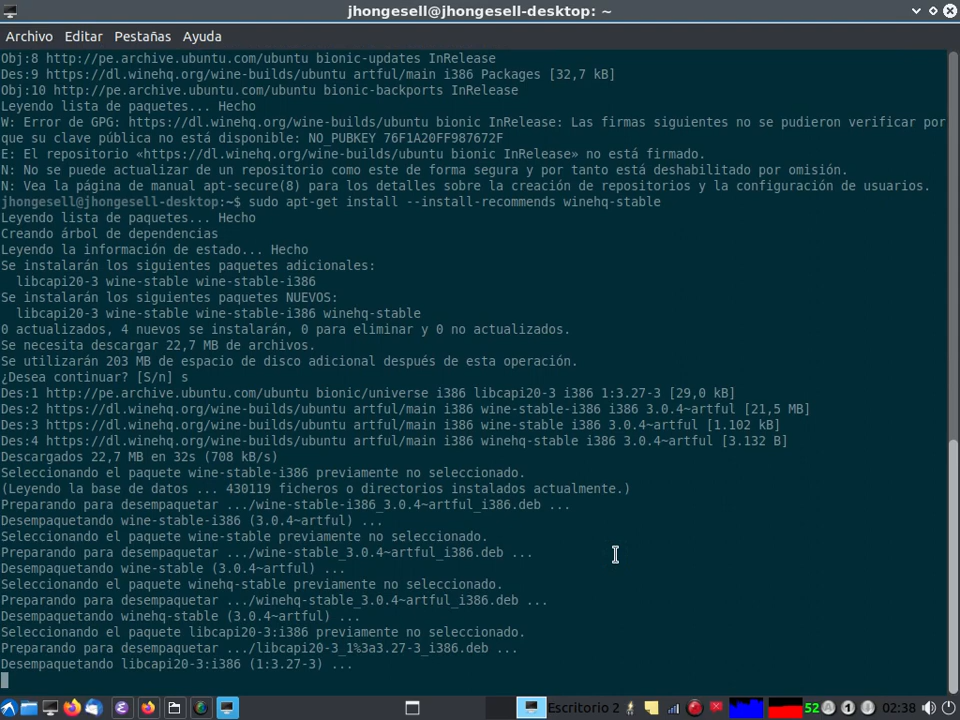 jhongesell@jhongesell-desktop: ~
Archivo Editar Pestañas Ayuda
Obj:8 http://pe.archive.ubuntu.com/ubuntu bionic-updates InRelease
Des:9 https://dl.winehq.org/wine-builds/ubuntu artful/main i386 Packages [32,7 kB]
Obj:10 http://pe.archive.ubuntu.com/ubuntu bionic-backports InRelease
Leyendo lista de paquetes... Hecho
W: Error de GPG: https://dl.winehq.org/wine-builds/ubuntu bionic InRelease: Las firmas siguientes no se pudieron verificar por
que su clave pública no está disponible: NO_PUBKEY 76F1A20FF987672F
E: El repositorio «https://dl.winehq.org/wine-builds/ubuntu bionic InRelease» no está firmado.
N: No se puede actualizar de un repositorio como este de forma segura y por tanto está deshabilitado por omisión.
N: Vea la página de manual apt-secure(8) para los detalles sobre la creación de repositorios y la configuración de usuarios.
jhongesell@jhongesell-desktop:~$ sudo apt-get install --install-recommends winehq-stable
Leyendo lista de paquetes... Hecho
Creando árbol de dependencias
Leyendo la información de estado... Hecho
Se instalarán los siguientes paquetes adicionales:
libcapi20-3 wine-stable wine-stable-i386
Se instalarán los siguientes paquetes NUEVOS:
libcapi20-3 wine-stable wine-stable-i386 winehq-stable
0 actualizados, 4 nuevos se instalarán, 0 para eliminar y 0 no actualizados.
Se necesita descargar 22,7 MB de archivos.
Se utilizarán 203 MB de espacio de disco adicional después de esta operación.
¿Desea continuar? [S/n] s
Des:1 http://pe.archive.ubuntu.com/ubuntu bionic/universe i386 libcapi20-3 i386 1:3.27-3 [29,0 kB]
Des:2 https://dl.winehq.org/wine-builds/ubuntu artful/main i386 wine-stable-i386 i386 3.0.4~artful [21,5 MB]
Des:3 https://dl.winehq.org/wine-builds/ubuntu artful/main i386 wine-stable i386 3.0.4~artful [1.102 kB]
Des:4 https://dl.winehq.org/wine-builds/ubuntu artful/main i386 winehq-stable i386 3.0.4~artful [3.132 B]
Descargados 22,7 MB en 32s (708 kB/s)
Seleccionando el paquete wine-stable-i386 previamente no seleccionado.
(Leyendo la base de datos ... 430119 ficheros o directorios instalados actualmente.)
Preparando para desempaquetar .../wine-stable-i386_3.0.4~artful_i386.deb ...
Desempaquetando wine-stable-i386 (3.0.4~artful) ...
Seleccionando el paquete wine-stable previamente no seleccionado.
Preparando para desempaquetar .../wine-stable_3.0.4~artful_i386.deb ...
Desempaquetando wine-stable (3.0.4~artful) ...
Seleccionando el paquete winehq-stable previamente no seleccionado.
Preparando para desempaquetar .../winehq-stable_3.0.4~artful_i386.deb ...
Desempaquetando winehq-stable (3.0.4~artful) ...
Seleccionando el paquete libcapi20-3:i386 previamente no seleccionado.
Preparando para desempaquetar .../libcapi20-3_1%3a3.27-3_i386.deb ...
Desempaquetando libcapi20-3:i386 (1:3.27-3) ...
Escritorio 2 52 A 1 02:38